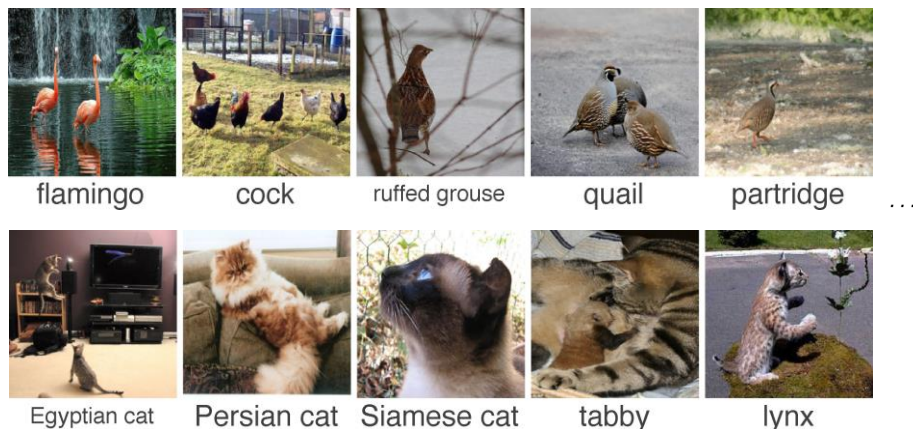 flamingo cock ruffed grouse quail partridge ...
Egyptian cat Persian cat Siamese cat tabby lynx